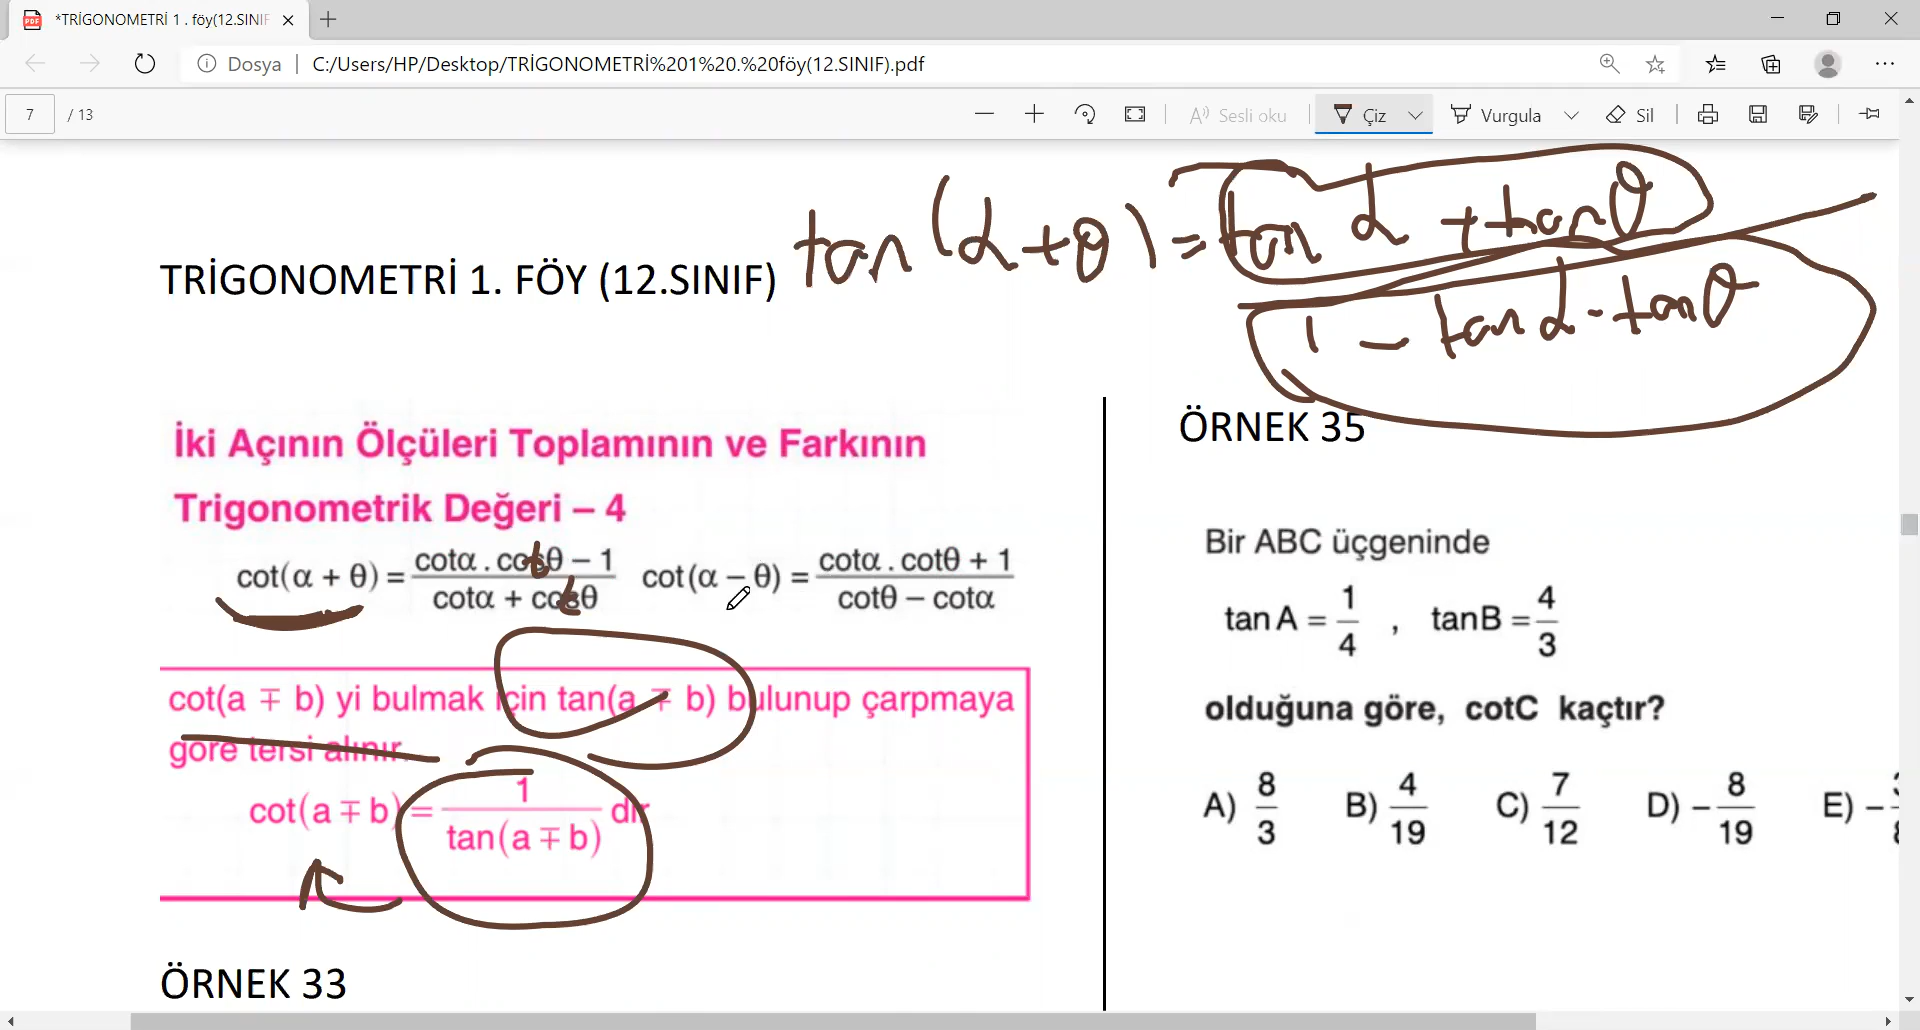 *TRİGONOMETRİ 1 . föy(12.SINIF
Dosya | C:/Users/HP/Desktop/TRİGONOMETRİ%201%20.%20föy(12.SINIF).pdf
7 / 13 Sesli oku Çiz Vurgula Sil
tan(α+θ)= tan α + tanθ
1 - tanα · tanθ
TRİGONOMETRİ 1. FÖY (12.SINIF)
İki Açının Ölçüleri Toplamının ve Farkının
Trigonometrik Değeri – 4
cot(α + θ) = cotα . cotθ – 1 / cotα + cotθ cot(α – θ) = cotα . cotθ + 1 / cotθ – cotα
cot(a ∓ b) yi bulmak için tan(a ∓ b) bulunup çarpmaya
göre tersi alınır.
cot(a ∓ b) = 1 / tan(a ∓ b) dır
ÖRNEK 33
ÖRNEK 35
Bir ABC üçgeninde
tan A = 1/4 , tanB = 4/3
olduğuna göre, cotC kaçtır?
A) 8/3 B) 4/19 C) 7/12 D) – 8/19 E) –